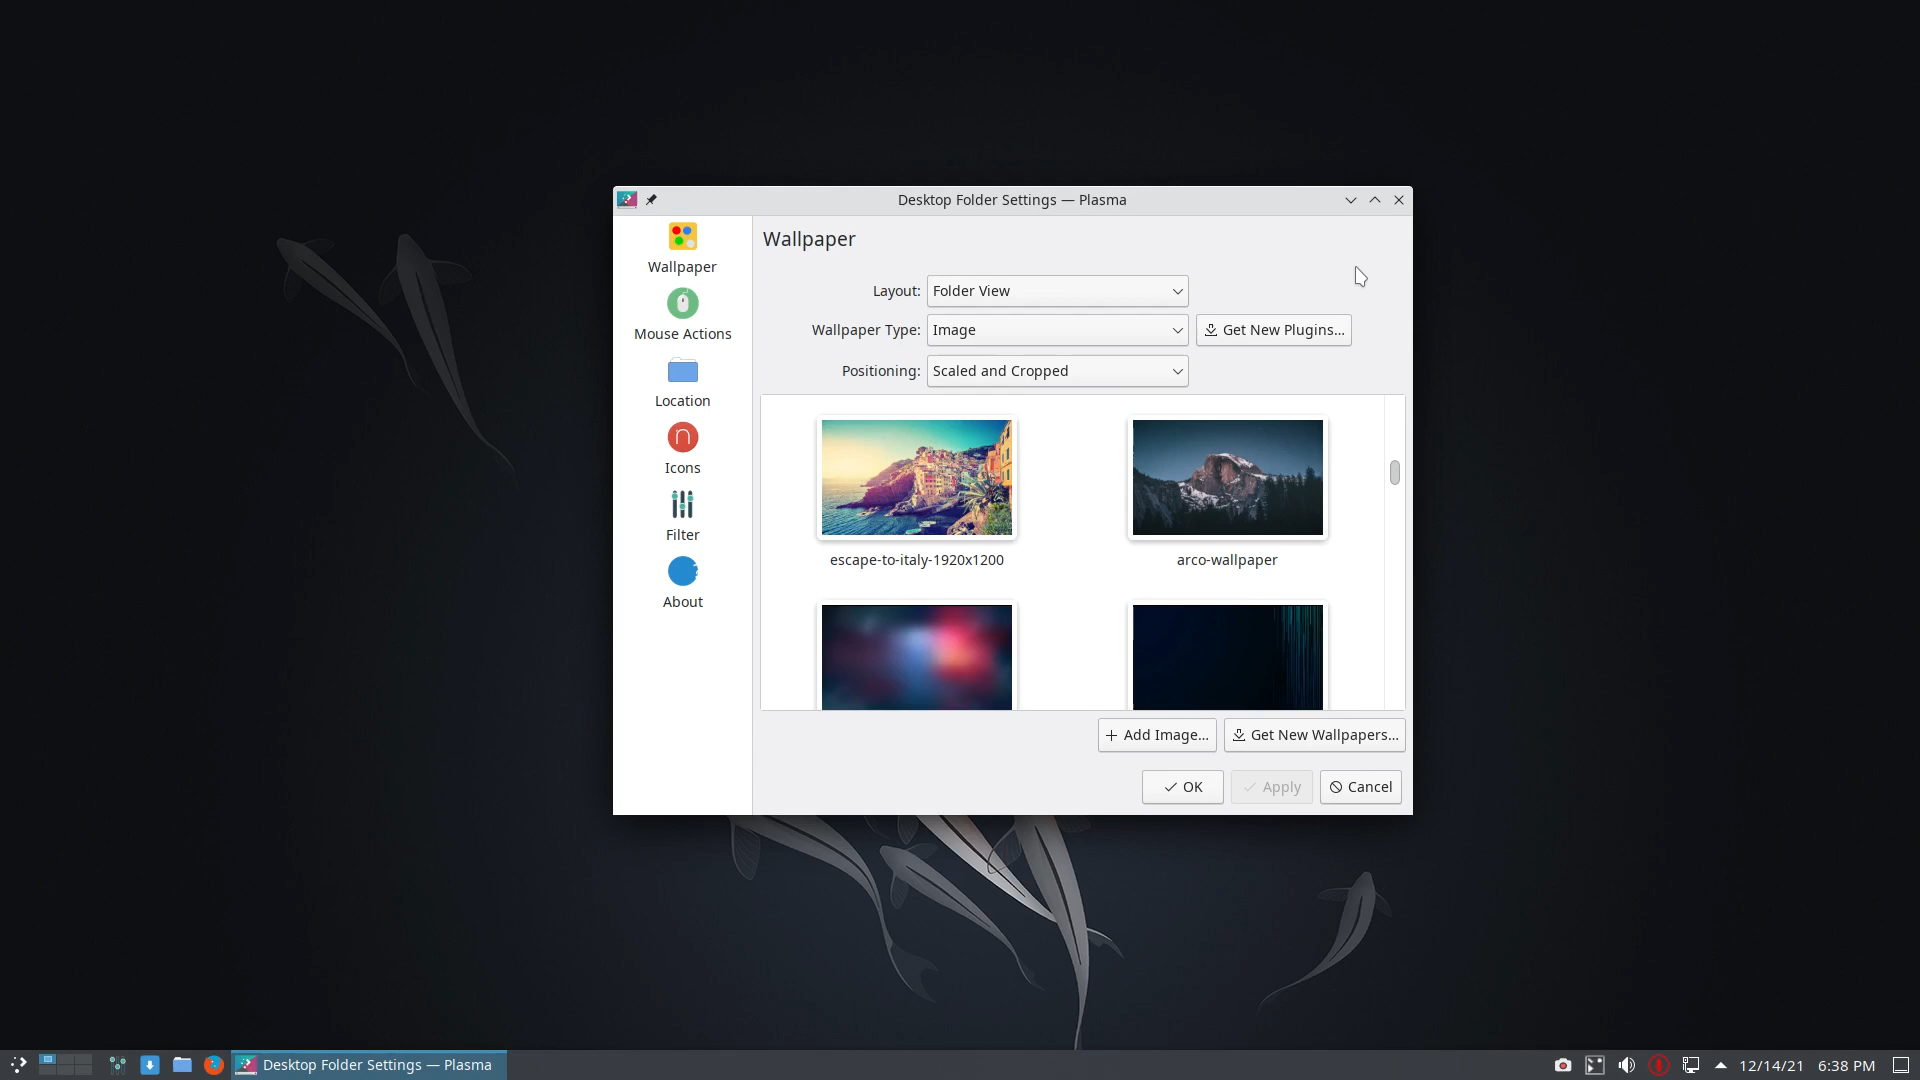 Desktop Folder Settings — Plasma
Wallpaper
Mouse Actions
Location
Icons
Filter
About
Wallpaper
Layout: Folder View
Wallpaper Type: Image Get New Plugins...
Positioning: Scaled and Cropped
escape-to-italy-1920x1200 arco-wallpaper
Add Image... Get New Wallpapers...
OK Apply Cancel
Desktop Folder Settings — Plasma 12/14/21 6:38 PM